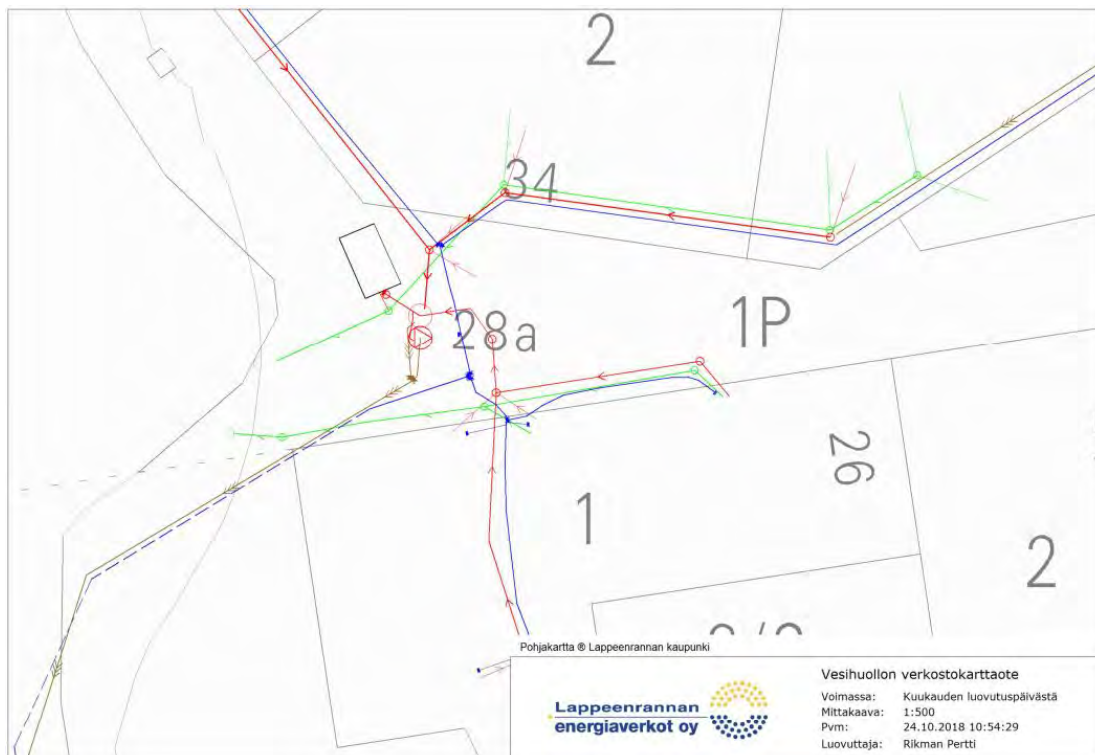 2
34
28a
1P
26
1
2
Pohjakartta ® Lappeenrannan kaupunki
Lappeenrannan
energiaverkot oy
Vesihuollon verkostokarttaote
Voimassa: Kuukauden luovutuspäivästä
Mittakaava: 1:500
Pvm: 24.10.2018 10:54:29
Luovuttaja: Rikman Pertti